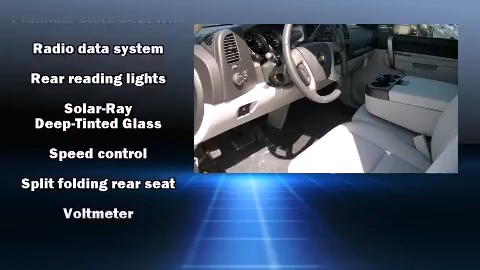 Radio data system
Rear reading lights
Solar-Ray
Deep-Tinted Glass
Speed control
Split folding rear seat
Voltmeter